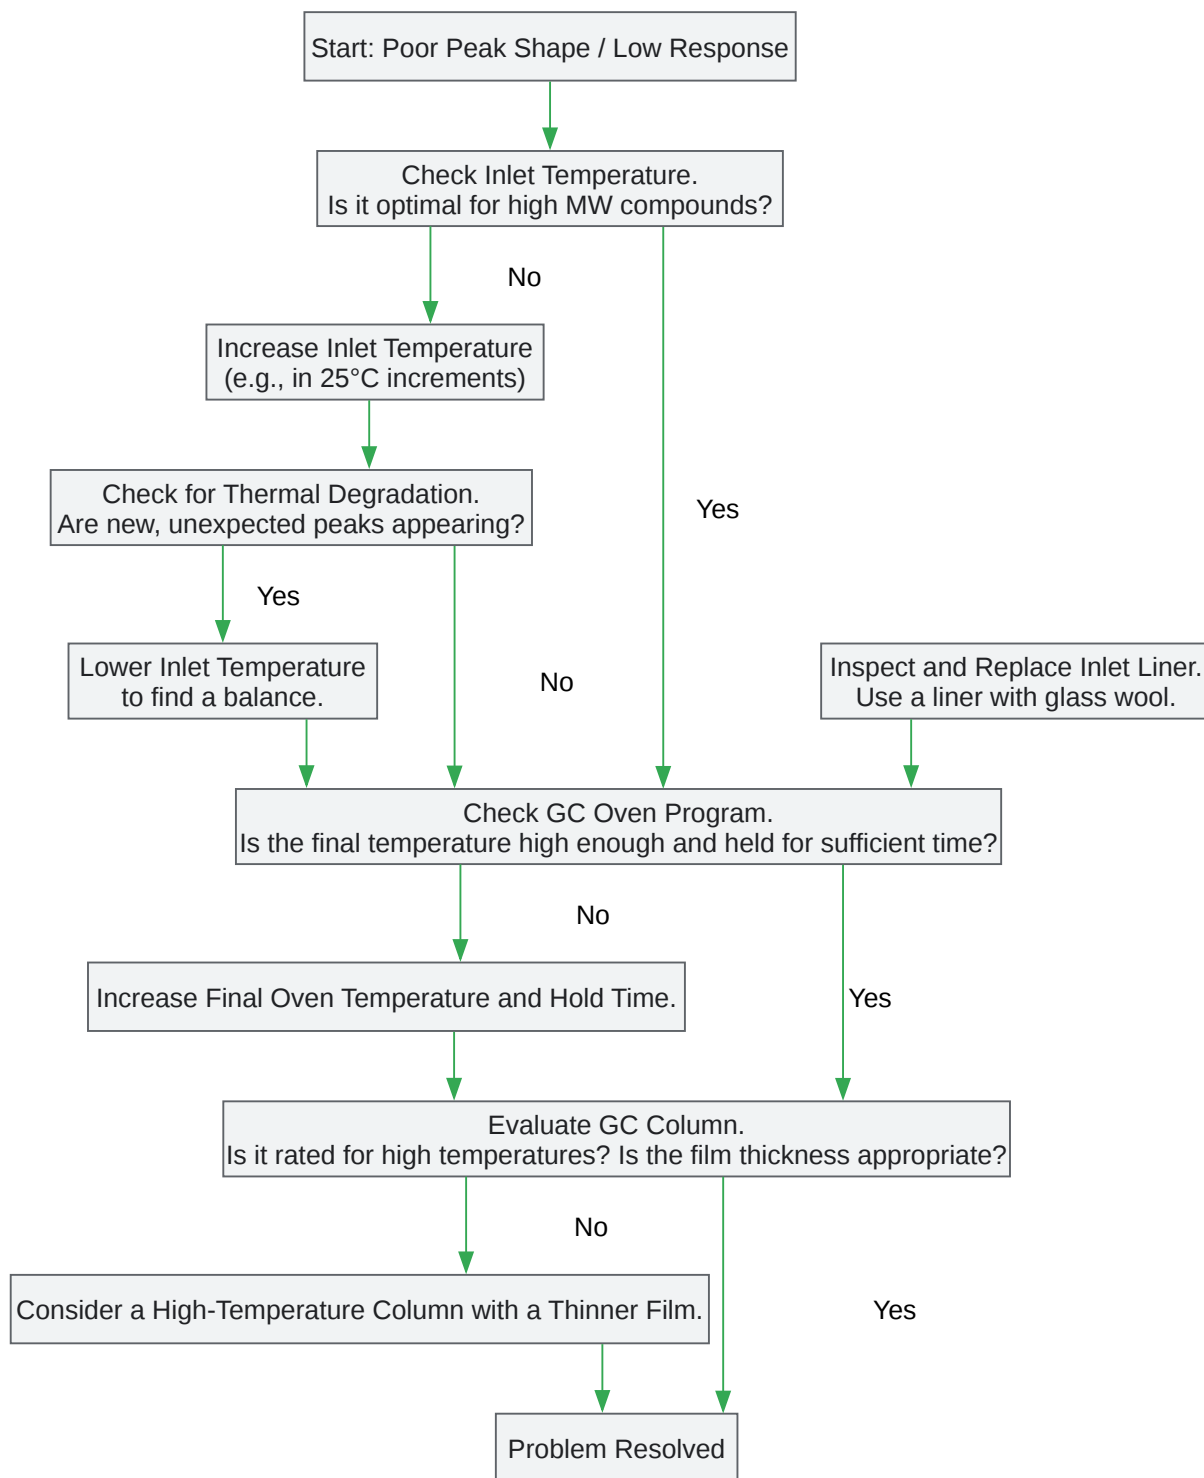 Start: Poor Peak Shape / Low Response
Check Inlet Temperature.
Is it optimal for high MW compounds?
No
Increase Inlet Temperature
(e.g., in 25°C increments)
Check for Thermal Degradation.
Are new, unexpected peaks appearing?
Yes
Yes
Lower Inlet Temperature
to find a balance.
No
Inspect and Replace Inlet Liner.
Use a liner with glass wool.
Check GC Oven Program.
Is the final temperature high enough and held for sufficient time?
No
Increase Final Oven Temperature and Hold Time.
Yes
Evaluate GC Column.
Is it rated for high temperatures? Is the film thickness appropriate?
No
Consider a High-Temperature Column with a Thinner Film.
Yes
Problem Resolved